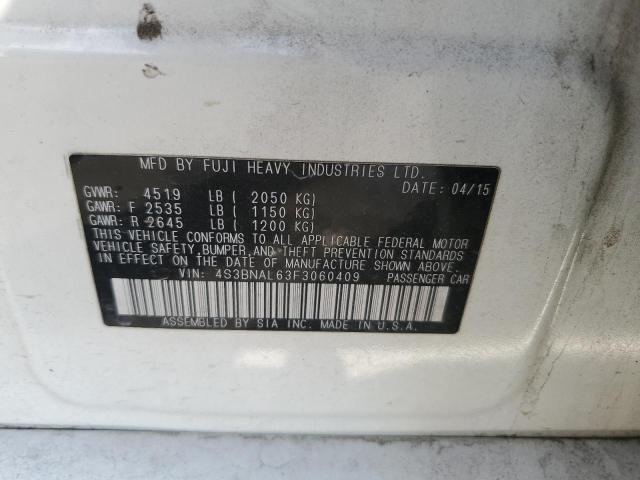 MFD BY FUJI HEAVY INDUSTRIES LTD.
DATE: 04/15
GVWR: 4519 LB ( 2050 KG)
GAWR: F 2535 LB ( 1150 KG)
GAWR: R 2645 LB ( 1200 KG)
THIS VEHICLE CONFORMS TO ALL APPLICABLE FEDERAL MOTOR
VEHICLE SAFETY, BUMPER, AND THEFT PREVENTION STANDARDS
IN EFFECT ON THE DATE OF MANUFACTURE SHOWN ABOVE.
VIN: 4S3BNAL63F3060409 PASSENGER CAR
ASSEMBLED BY SIA INC. MADE IN U.S.A.